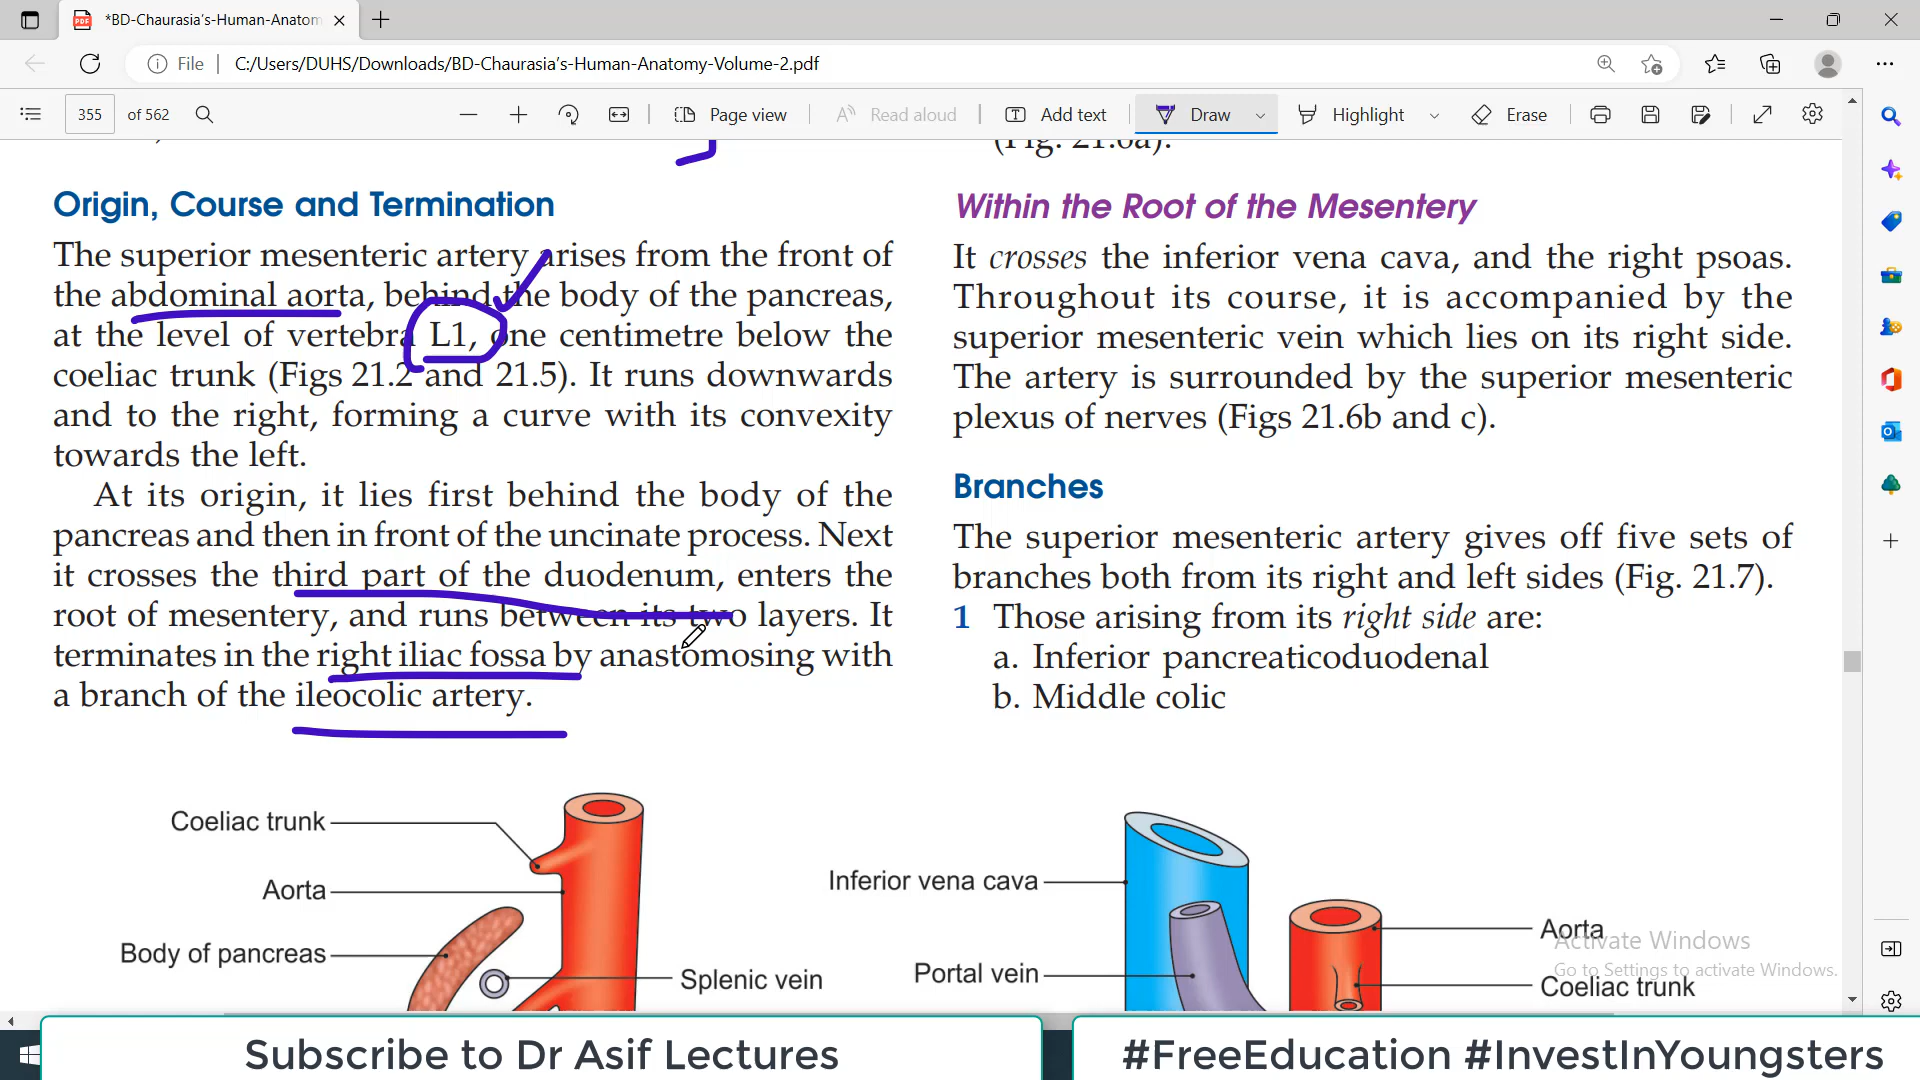 *BD-Chaurasia's-Human-Anatom
File
C:/Users/DUHS/Downloads/BD-Chaurasia's-Human-Anatomy-Volume-2.pdf
355 of 562
Page view
Read aloud
Add text
Draw
Highlight
Erase
(Fig. 21.6a).
Origin, Course and Termination
The superior mesenteric artery arises from the front of
the abdominal aorta, behind the body of the pancreas,
at the level of vertebra L1, one centimetre below the
coeliac trunk (Figs 21.2 and 21.5). It runs downwards
and to the right, forming a curve with its convexity
towards the left.
At its origin, it lies first behind the body of the
pancreas and then in front of the uncinate process. Next
it crosses the third part of the duodenum, enters the
root of mesentery, and runs between its two layers. It
terminates in the right iliac fossa by anastomosing with
a branch of the ileocolic artery.
Within the Root of the Mesentery
It crosses the inferior vena cava, and the right psoas.
Throughout its course, it is accompanied by the
superior mesenteric vein which lies on its right side.
The artery is surrounded by the superior mesenteric
plexus of nerves (Figs 21.6b and c).
Branches
The superior mesenteric artery gives off five sets of
branches both from its right and left sides (Fig. 21.7).
1 Those arising from its right side are:
a. Inferior pancreaticoduodenal
b. Middle colic
Coeliac trunk
Aorta
Body of pancreas
Splenic vein
Inferior vena cava
Portal vein
Aorta
Coeliac trunk
Activate Windows
Go to Settings to activate Windows.
Subscribe to Dr Asif Lectures
#FreeEducation #InvestInYoungsters